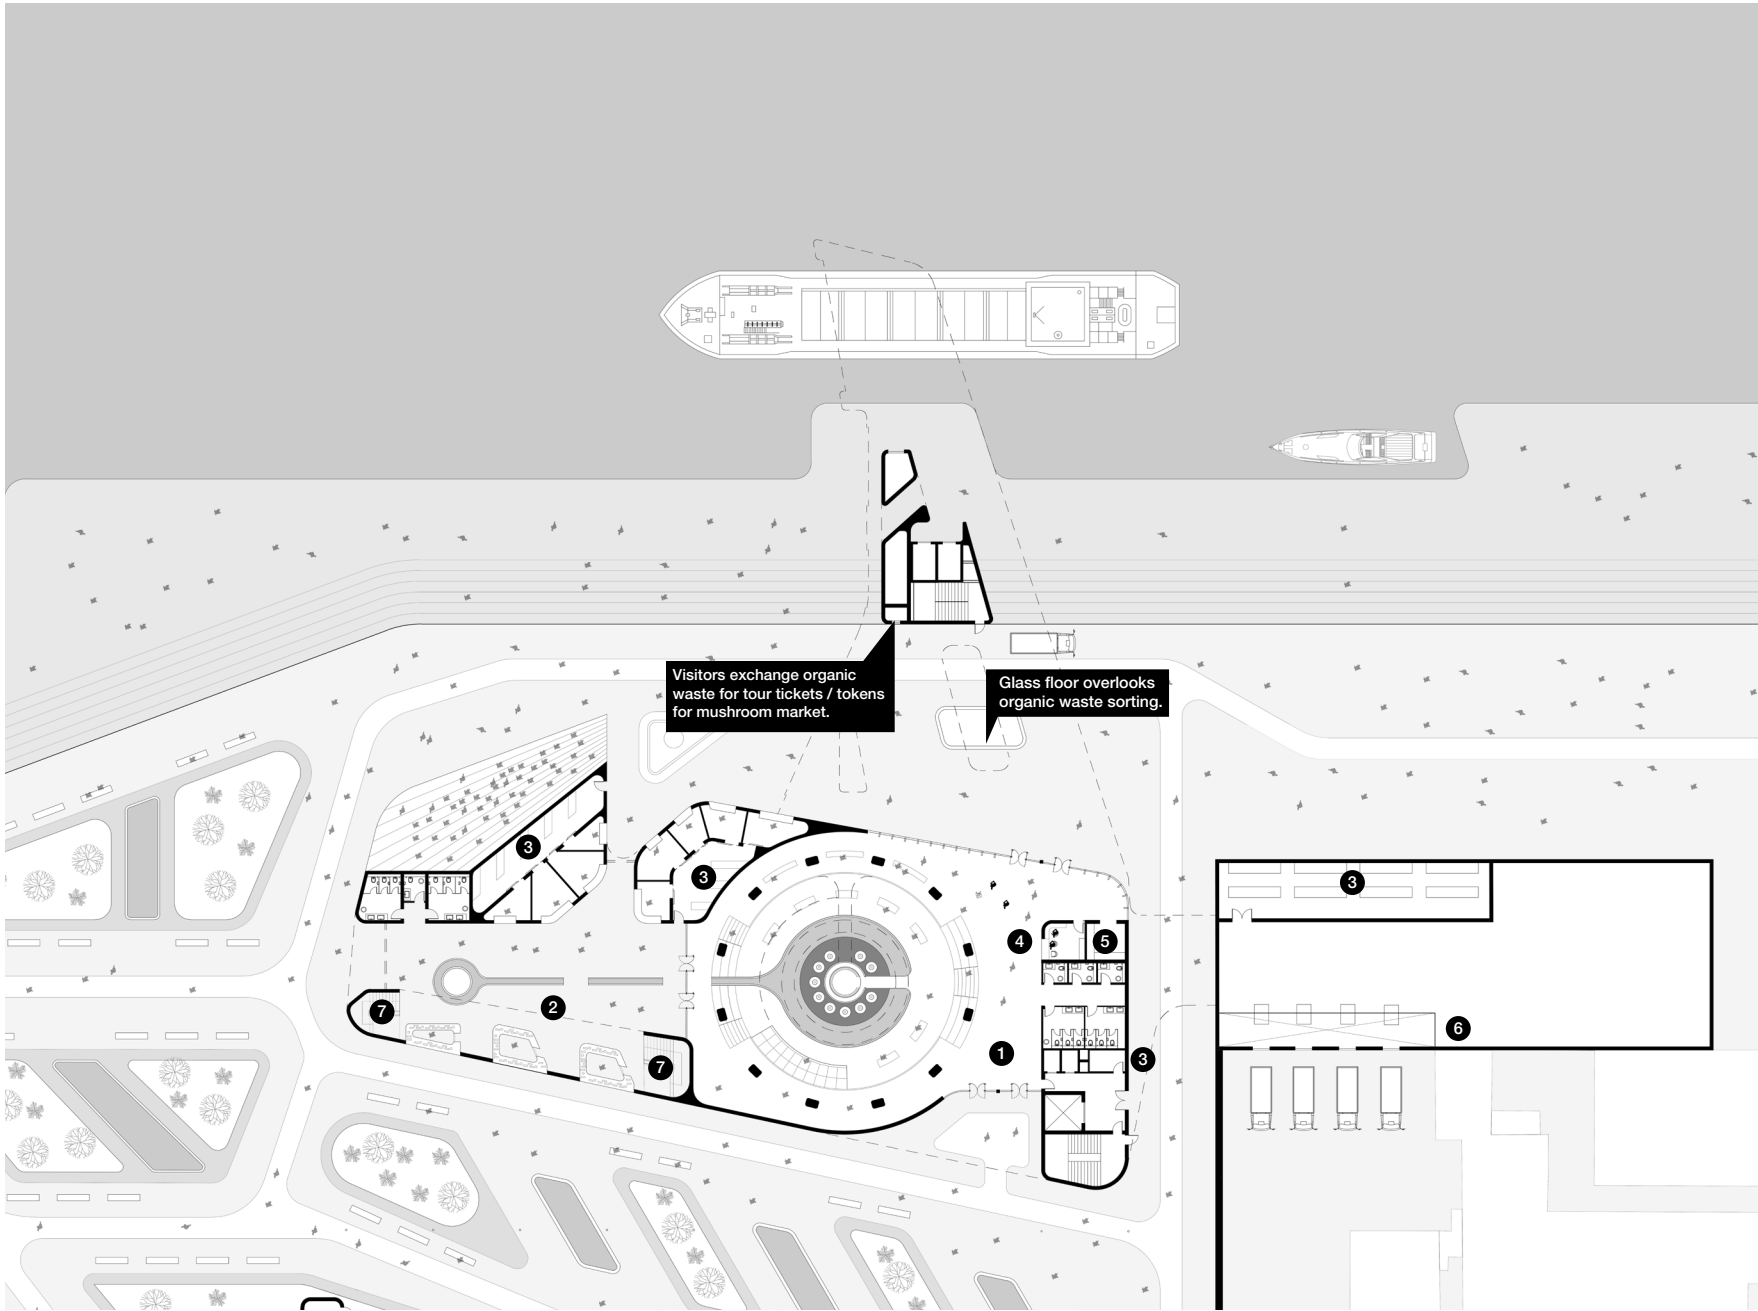 Visitors exchange organic
waste for tour tickets / tokens
for mushroom market.
Glass floor overlooks
organic waste sorting.
3
3
3
4
5
7
2
6
1
3
7